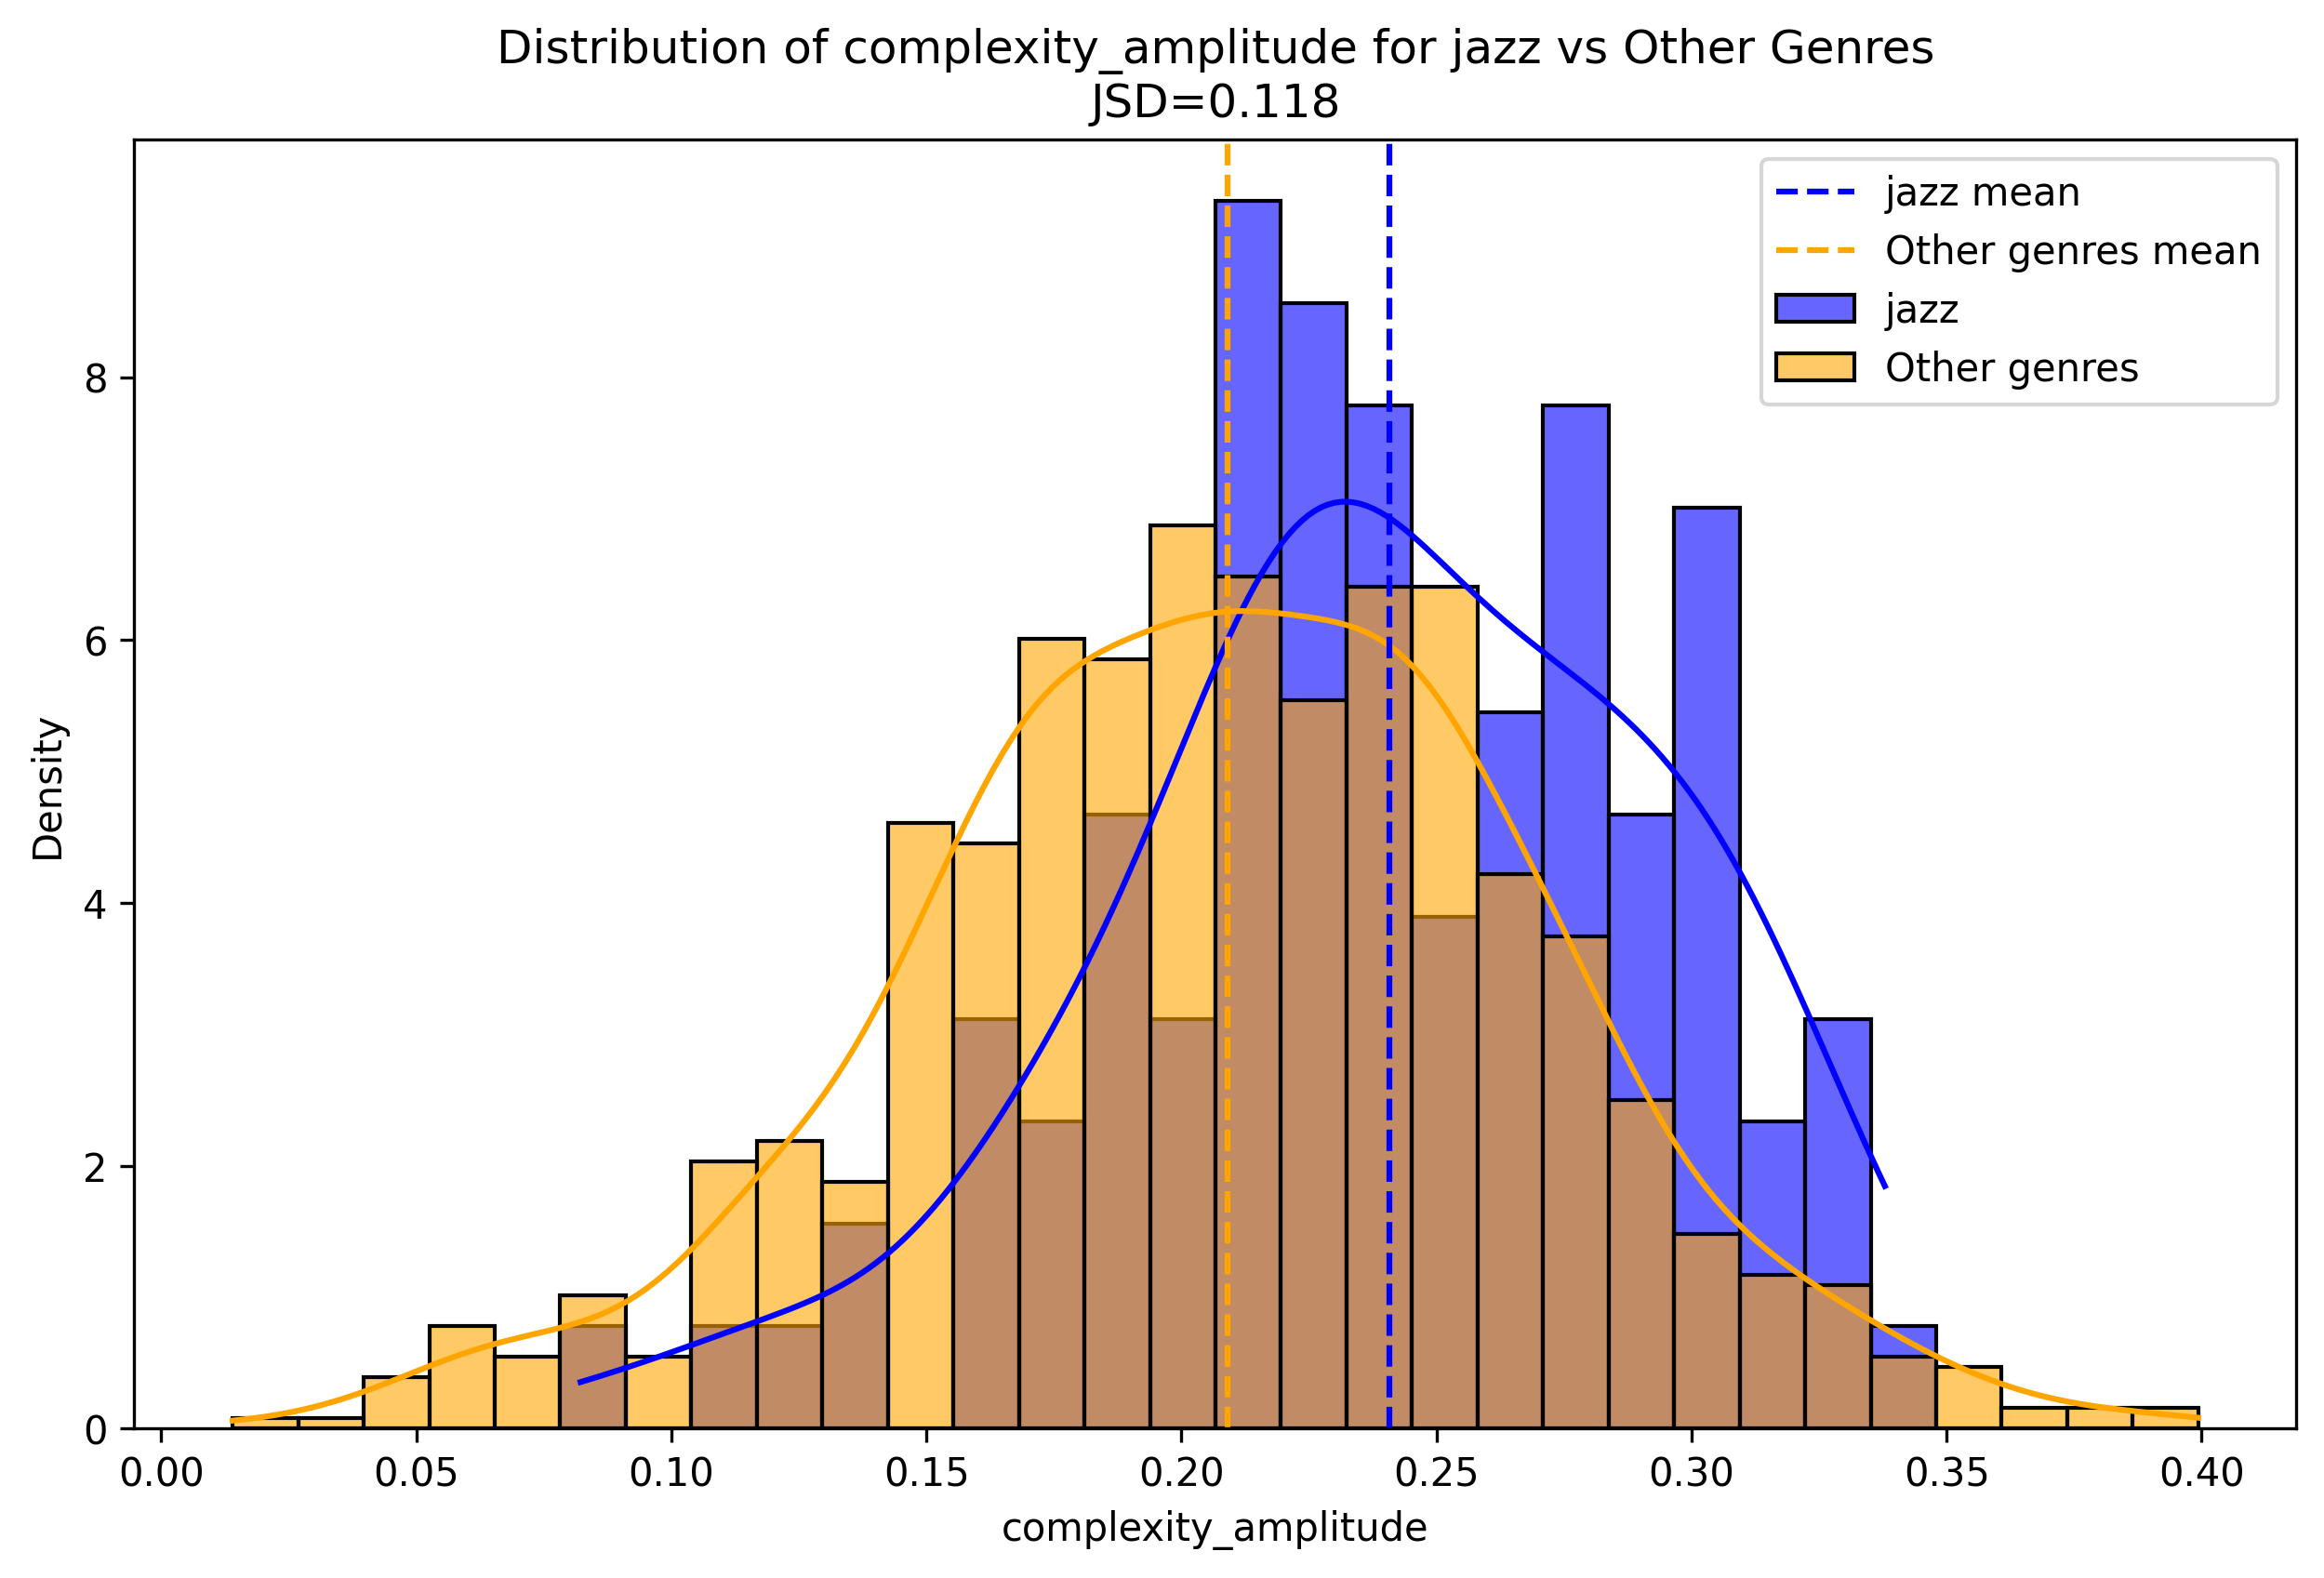 Distribution of complexity_amplitude for jazz vs Other Genres
JSD=0.118
jazz mean
Other genres mean
jazz
Other genres
Density
8
6
4
2
0
0.00 0.05 0.10 0.15 0.20 0.25 0.30 0.35 0.40
complexity_amplitude